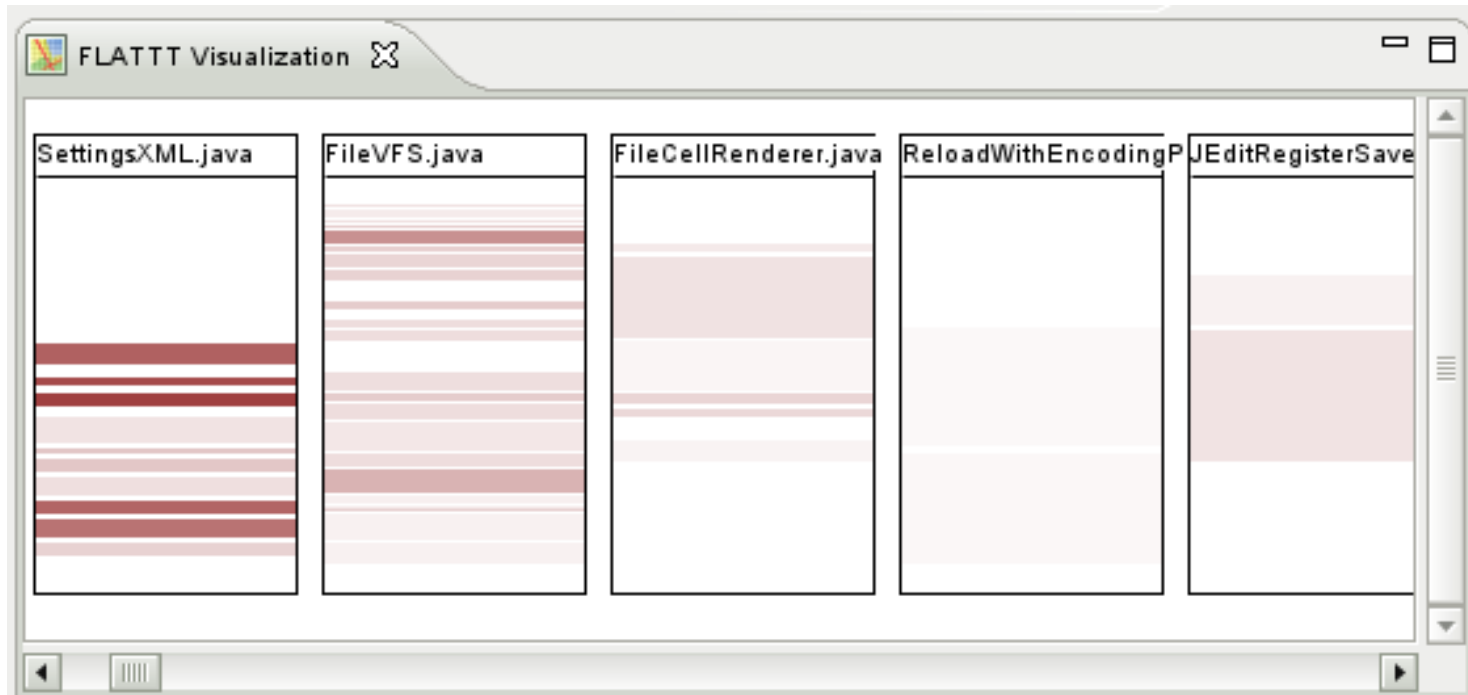 FLATTT Visualization
SettingsXML.java
FileVFS.java
FileCellRenderer.java
ReloadWithEncodingP
JEditRegisterSave